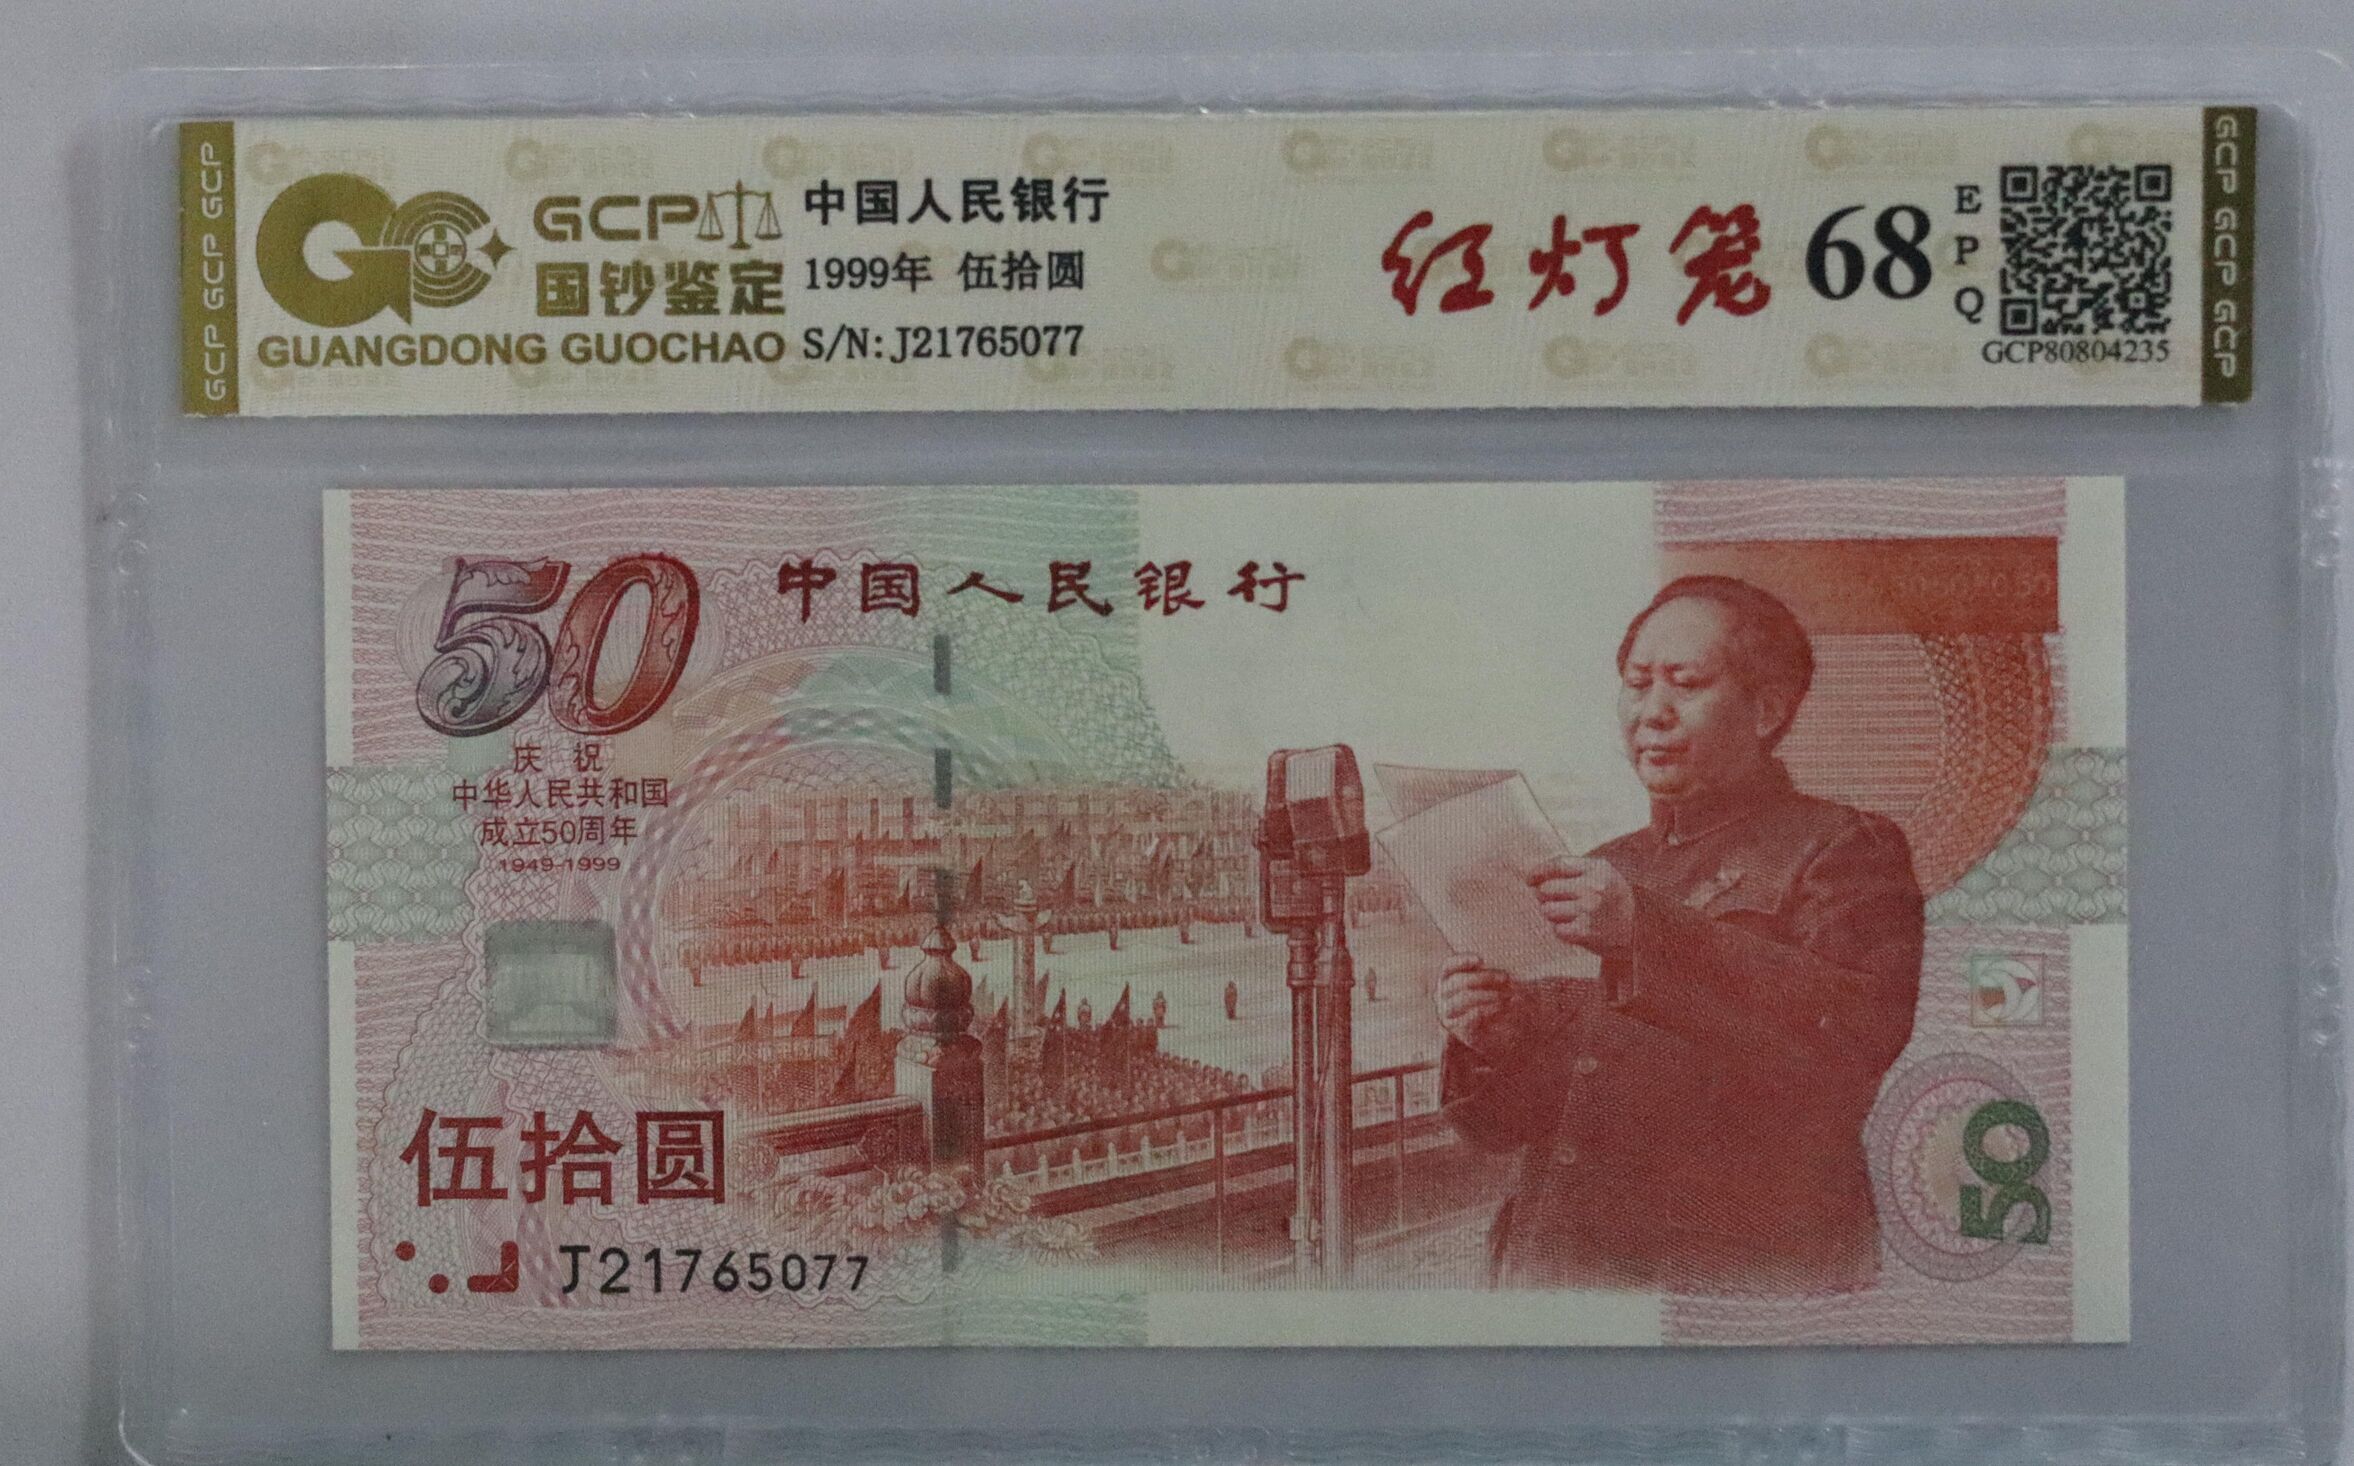 GCP GCP GCP
GCP
国钞鉴定
GUANGDONG GUOCHAO
中国人民银行
1999年 伍拾圆
S/N: J21765077
红灯笼
68
EPQ
GCP80804235
GCP GCP GCP
50
中国人民银行
庆祝
中华人民共和国
成立50周年
1949-1999
伍拾圆
J21765077
50